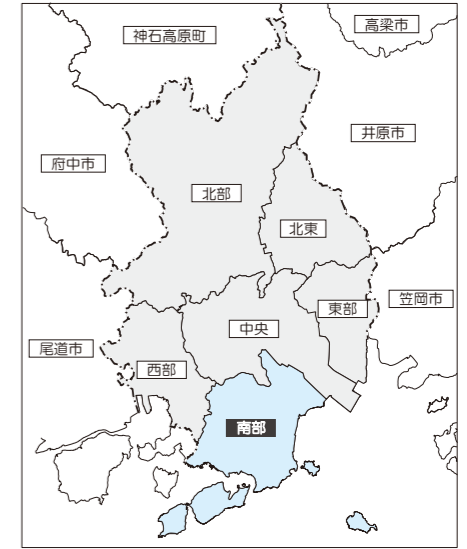 高梁市
神石高原町
井原市
府中市
北部
北東
笠岡市
東部
中央
尾道市
西部
南部